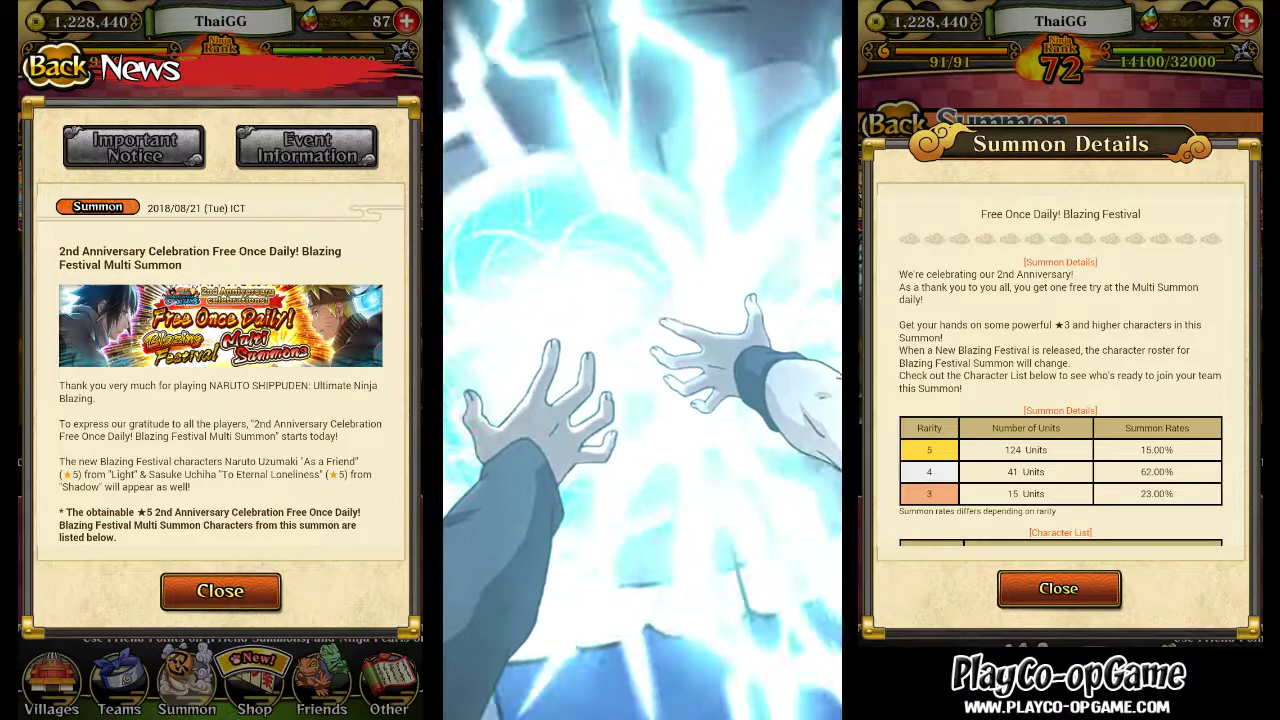 1,228,440
ThaiGG
87
Ninja
Rank
Back
News
Important
Notice
Event
Information
Summon
2018/08/21 (Tue) ICT
2nd Anniversary Celebration Free Once Daily! Blazing
Festival Multi Summon
2nd Anniversary
celebrations!
Free Once Daily!
Blazing
Festival
Multi
Summons
Thank you very much for playing NARUTO SHIPPUDEN: Ultimate Ninja
Blazing.
To express our gratitude to all the players, "2nd Anniversary Celebration
Free Once Daily! Blazing Festival Multi Summon" starts today!
The new Blazing Festival characters Naruto Uzumaki "As a Friend"
(★5) from "Light" & Sasuke Uchiha "To Eternal Loneliness" (★5) from
"Shadow" will appear as well!
* The obtainable ★5 2nd Anniversary Celebration Free Once Daily!
Blazing Festival Multi Summon Characters from this summon are
listed below.
Close
Villages
Teams
Summon
New!
Shop
Friends
Other
1,228,440
ThaiGG
87
91/91
Ninja
Rank
72
14100/32000
Back
Summon
Summon Details
Free Once Daily! Blazing Festival
[Summon Details]
We're celebrating our 2nd Anniversary!
As a thank you to you all, you get one free try at the Multi Summon
daily!
Get your hands on some powerful ★3 and higher characters in this
Summon!
When a New Blazing Festival is released, the character roster for
Blazing Festival Summon will change.
Check out the Character List below to see who's ready to join your team
this Summon!
[Summon Details]
Rarity Number of Units Summon Rates
5 124 Units 15.00%
4 41 Units 62.00%
3 15 Units 23.00%
Summon rates differs depending on rarity
[Character List]
Close
PlayCo-opGame
WWW.PLAYCO-OPGAME.COM